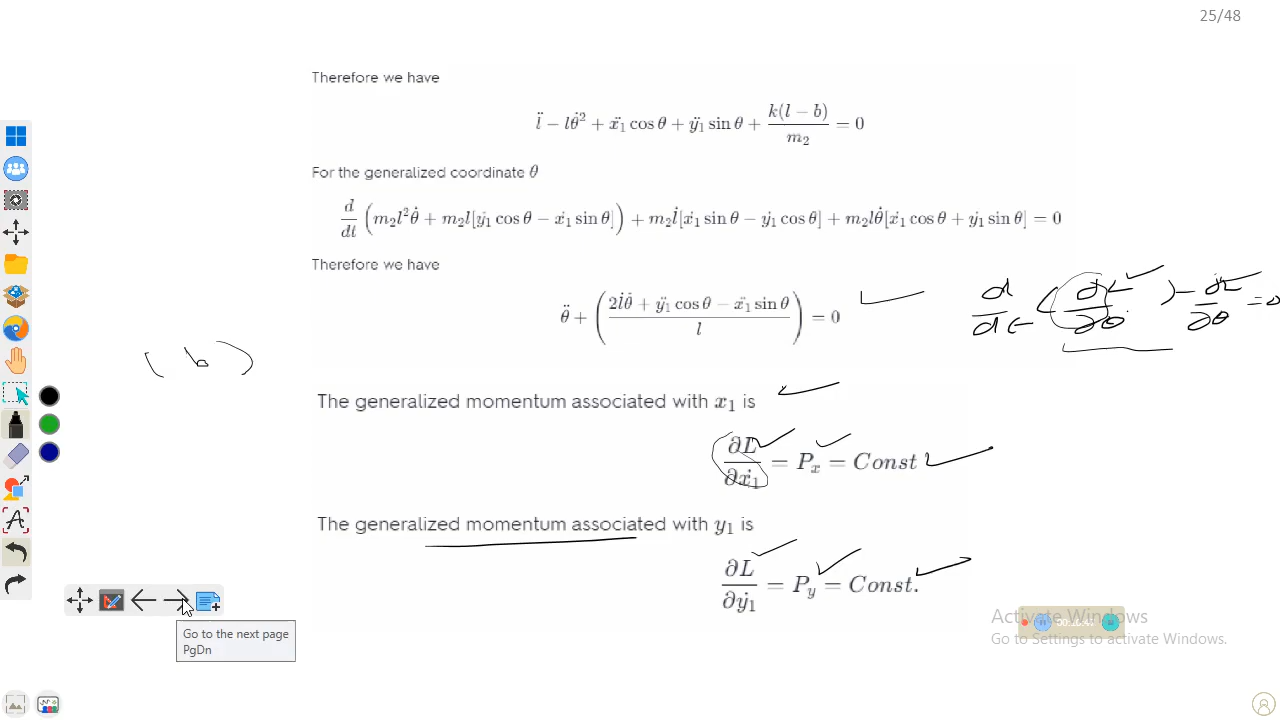 25/48
Therefore we have
l̈ − lθ̇² + ẍ₁ cos θ + ÿ₁ sin θ + k(l − b)/m₂ = 0
For the generalized coordinate θ
d/dt (m₂l²θ̇ + m₂l[ẏ₁ cos θ − ẋ₁ sin θ]) + m₂l̇[ẋ₁ sin θ − ẏ₁ cos θ] + m₂lθ̇[ẋ₁ cos θ + ẏ₁ sin θ] = 0
Therefore we have
θ̈ + ((2l̇θ̇ + ÿ₁ cos θ − ẍ₁ sin θ)/l) = 0
d/dt (∂L/∂θ̇) − ∂L/∂θ = 0
(b)
The generalized momentum associated with x₁ is
∂L/∂ẋ₁ = Pₓ = Const
The generalized momentum associated with y₁ is
∂L/∂ẏ₁ = P_y = Const.
Go to the next page
PgDn
Activate Windows
Go to Settings to activate Windows.